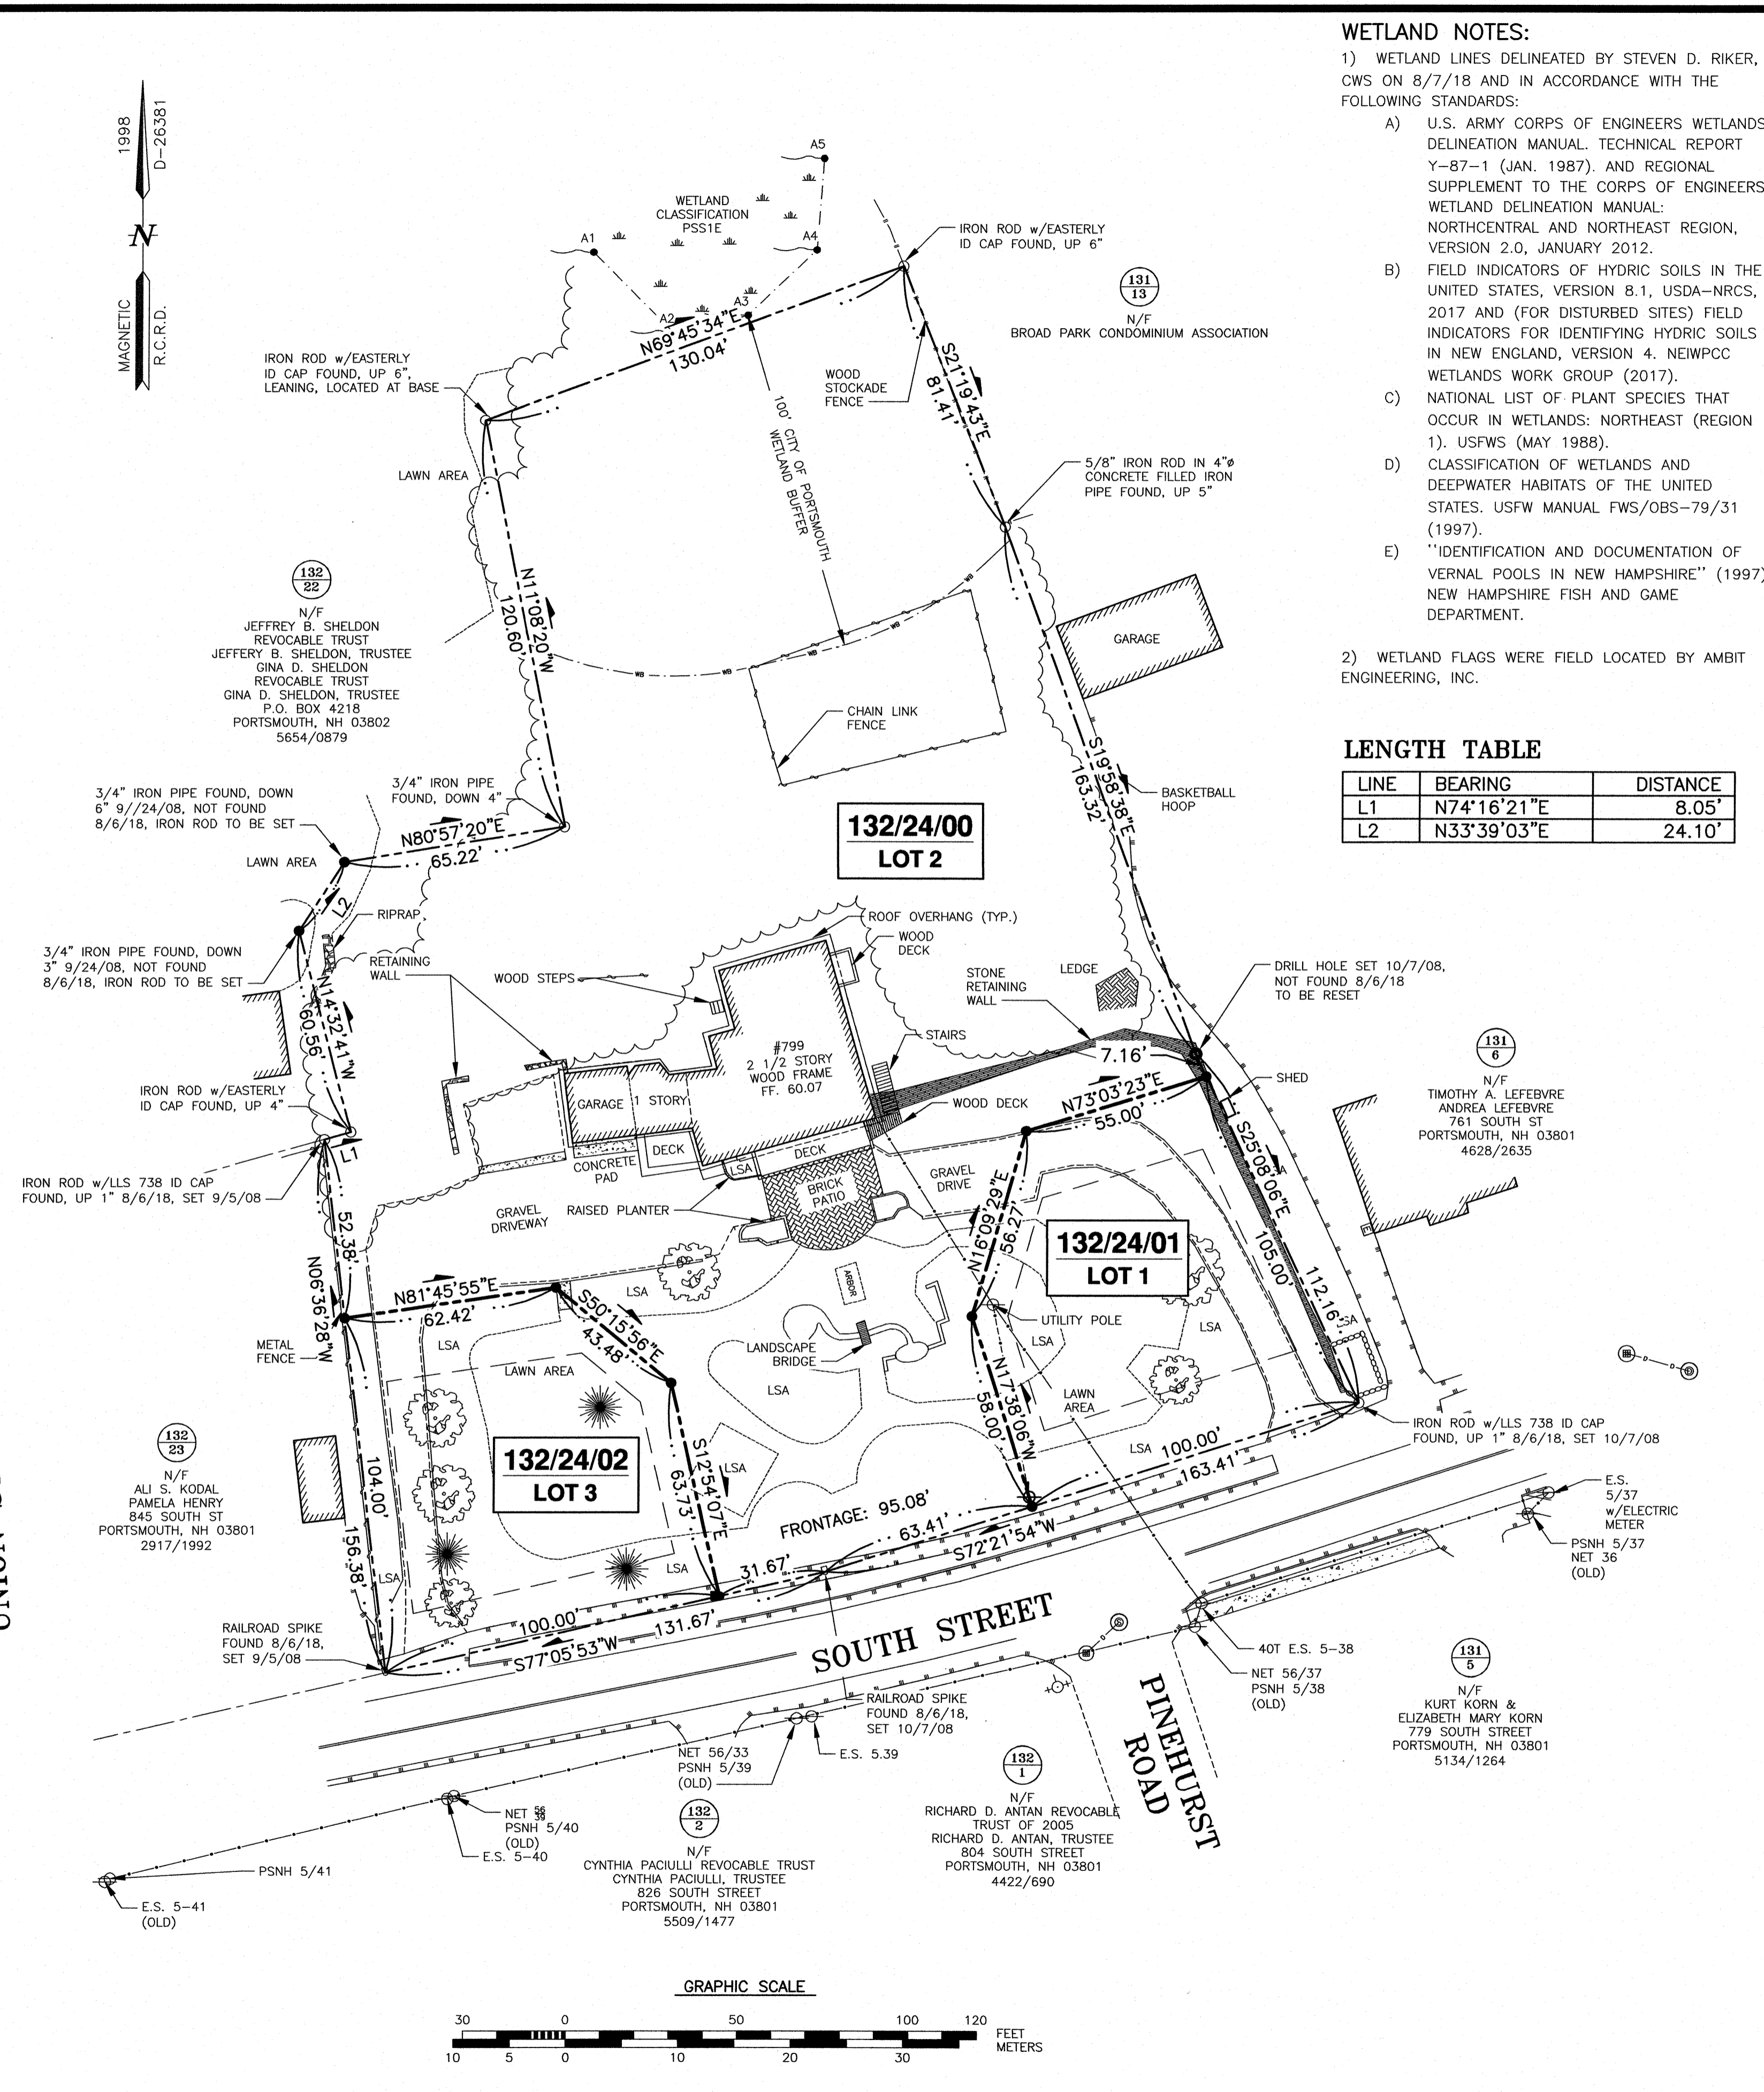 WETLAND NOTES:
1) WETLAND LINES DELINEATED BY STEVEN D. RIKER,
CWS ON 8/7/18 AND IN ACCORDANCE WITH THE
FOLLOWING STANDARDS:
A) U.S. ARMY CORPS OF ENGINEERS WETLANDS
DELINEATION MANUAL. TECHNICAL REPORT
Y-87-1 (JAN. 1987). AND REGIONAL
SUPPLEMENT TO THE CORPS OF ENGINEERS
WETLAND DELINEATION MANUAL:
NORTHCENTRAL AND NORTHEAST REGION,
VERSION 2.0, JANUARY 2012.
B) FIELD INDICATORS OF HYDRIC SOILS IN THE
UNITED STATES, VERSION 8.1, USDA-NRCS,
2017 AND (FOR DISTURBED SITES) FIELD
INDICATORS FOR IDENTIFYING HYDRIC SOILS
IN NEW ENGLAND, VERSION 4. NEIWPCC
WETLANDS WORK GROUP (2017).
C) NATIONAL LIST OF PLANT SPECIES THAT
OCCUR IN WETLANDS: NORTHEAST (REGION
1). USFWS (MAY 1988).
D) CLASSIFICATION OF WETLANDS AND
DEEPWATER HABITATS OF THE UNITED
STATES. USFW MANUAL FWS/OBS-79/31
(1997).
E) ''IDENTIFICATION AND DOCUMENTATION OF
VERNAL POOLS IN NEW HAMPSHIRE'' (1997)
NEW HAMPSHIRE FISH AND GAME
DEPARTMENT.
2) WETLAND FLAGS WERE FIELD LOCATED BY AMBIT
ENGINEERING, INC.
LENGTH TABLE
LINE BEARING DISTANCE
L1 N74°16'21"E 8.05'
L2 N33°39'03"E 24.10'
1998
D-26381
N
MAGNETIC
R.C.R.D.
A5
WETLAND
CLASSIFICATION
PSS1E
A1
A4
A2
A3
IRON ROD w/EASTERLY
ID CAP FOUND, UP 6"
131
13
N/F
BROAD PARK CONDOMINIUM ASSOCIATION
N69°45'34"E
130.04'
IRON ROD w/EASTERLY
ID CAP FOUND, UP 6",
LEANING, LOCATED AT BASE
WOOD
STOCKADE
FENCE
S21°19'43"E
81.41'
100' CITY OF PORTSMOUTH
WETLAND BUFFER
LAWN AREA
5/8" IRON ROD IN 4"ø
CONCRETE FILLED IRON
PIPE FOUND, UP 5"
132
22
N/F
JEFFREY B. SHELDON
REVOCABLE TRUST
JEFFERY B. SHELDON, TRUSTEE
GINA D. SHELDON
REVOCABLE TRUST
GINA D. SHELDON, TRUSTEE
P.O. BOX 4218
PORTSMOUTH, NH 03802
5654/0879
N11°08'20"W
120.60'
WB
WB
WB
WB
WB
GARAGE
CHAIN LINK
FENCE
S19°58'38"E
163.32'
BASKETBALL
HOOP
3/4" IRON PIPE FOUND, DOWN
6" 9//24/08, NOT FOUND
8/6/18, IRON ROD TO BE SET
3/4" IRON PIPE
FOUND, DOWN 4"
N80°57'20"E
65.22'
LAWN AREA
132/24/00
LOT 2
L2
RIPRAP
3/4" IRON PIPE FOUND, DOWN
3" 9/24/08, NOT FOUND
8/6/18, IRON ROD TO BE SET
RETAINING
WALL
WOOD STEPS
ROOF OVERHANG (TYP.)
WOOD
DECK
STONE
RETAINING
WALL
LEDGE
DRILL HOLE SET 10/7/08,
NOT FOUND 8/6/18
TO BE RESET
N14°32'41"W
60.56'
STAIRS
#799
2 1/2 STORY
WOOD FRAME
FF. 60.07
7.16'
SHED
131
6
N/F
TIMOTHY A. LEFEBVRE
ANDREA LEFEBVRE
761 SOUTH ST
PORTSMOUTH, NH 03801
4628/2635
IRON ROD w/EASTERLY
ID CAP FOUND, UP 4"
GARAGE
1 STORY
WOOD DECK
N73°03'23"E
55.00'
L1
IRON ROD w/LLS 738 ID CAP
FOUND, UP 1" 8/6/18, SET 9/5/08
CONCRETE
PAD
DECK
LSA
DECK
BRICK
PATIO
GRAVEL
DRIVE
S25°08'06"E
105.00'
112.16'
E
GRAVEL
DRIVEWAY
RAISED PLANTER
52.38'
N16°09'29"E
56.27'
132/24/01
LOT 1
N06°36'28"W
N81°45'55"E
62.42'
S50°15'56"E
43.48'
LSA
ARBOR
UTILITY POLE
LSA
LSA
LSA
METAL
FENCE
LSA
LANDSCAPE
BRIDGE
LAWN AREA
LSA
N17°38'06"W
58.00'
LAWN
AREA
132
23
N/F
ALI S. KODAL
PAMELA HENRY
845 SOUTH ST
PORTSMOUTH, NH 03801
2917/1992
132/24/02
LOT 3
S12°54'07"E
63.73'
LSA
LSA
100.00'
163.41'
IRON ROD w/LLS 738 ID CAP
FOUND, UP 1" 8/6/18, SET 10/7/08
104.00'
156.38'
FRONTAGE: 95.08'
63.41'
S72°21'54"W
31.67'
LSA
LSA
E.S.
5/37
w/ELECTRIC
METER
PSNH 5/37
NET 36
(OLD)
RAILROAD SPIKE
FOUND 8/6/18,
SET 9/5/08
100.00'
131.67'
S77°05'53"W
SOUTH STREET
40T E.S. 5-38
NET 56/37
PSNH 5/38
(OLD)
131
5
N/F
KURT KORN &
ELIZABETH MARY KORN
779 SOUTH STREET
PORTSMOUTH, NH 03801
5134/1264
RAILROAD SPIKE
FOUND 8/6/18,
SET 10/7/08
PINEHURST
ROAD
NET 56/33
PSNH 5/39
(OLD)
E.S. 5.39
132
1
N/F
RICHARD D. ANTAN REVOCABLE
TRUST OF 2005
RICHARD D. ANTAN, TRUSTEE
804 SOUTH STREET
PORTSMOUTH, NH 03801
4422/690
NET 56/39
PSNH 5/40
(OLD)
E.S. 5-40
132
2
N/F
CYNTHIA PACIULLI REVOCABLE TRUST
CYNTHIA PACIULLI, TRUSTEE
826 SOUTH STREET
PORTSMOUTH, NH 03801
5509/1477
PSNH 5/41
E.S. 5-41
(OLD)
GRAPHIC SCALE
30 0 50 100 120
FEET
METERS
10 5 0 10 20 30